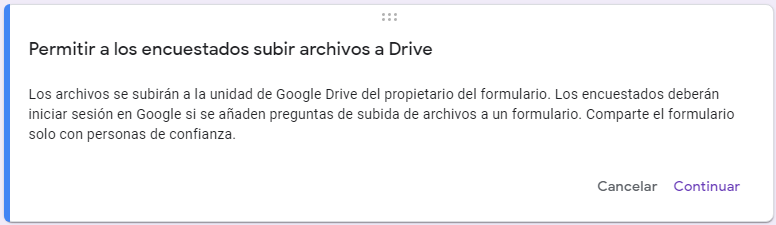 Permitir a los encuestados subir archivos a Drive
Los archivos se subirán a la unidad de Google Drive del propietario del formulario. Los encuestados deberán
iniciar sesión en Google si se añaden preguntas de subida de archivos a un formulario. Comparte el formulario
solo con personas de confianza.
Cancelar Continuar